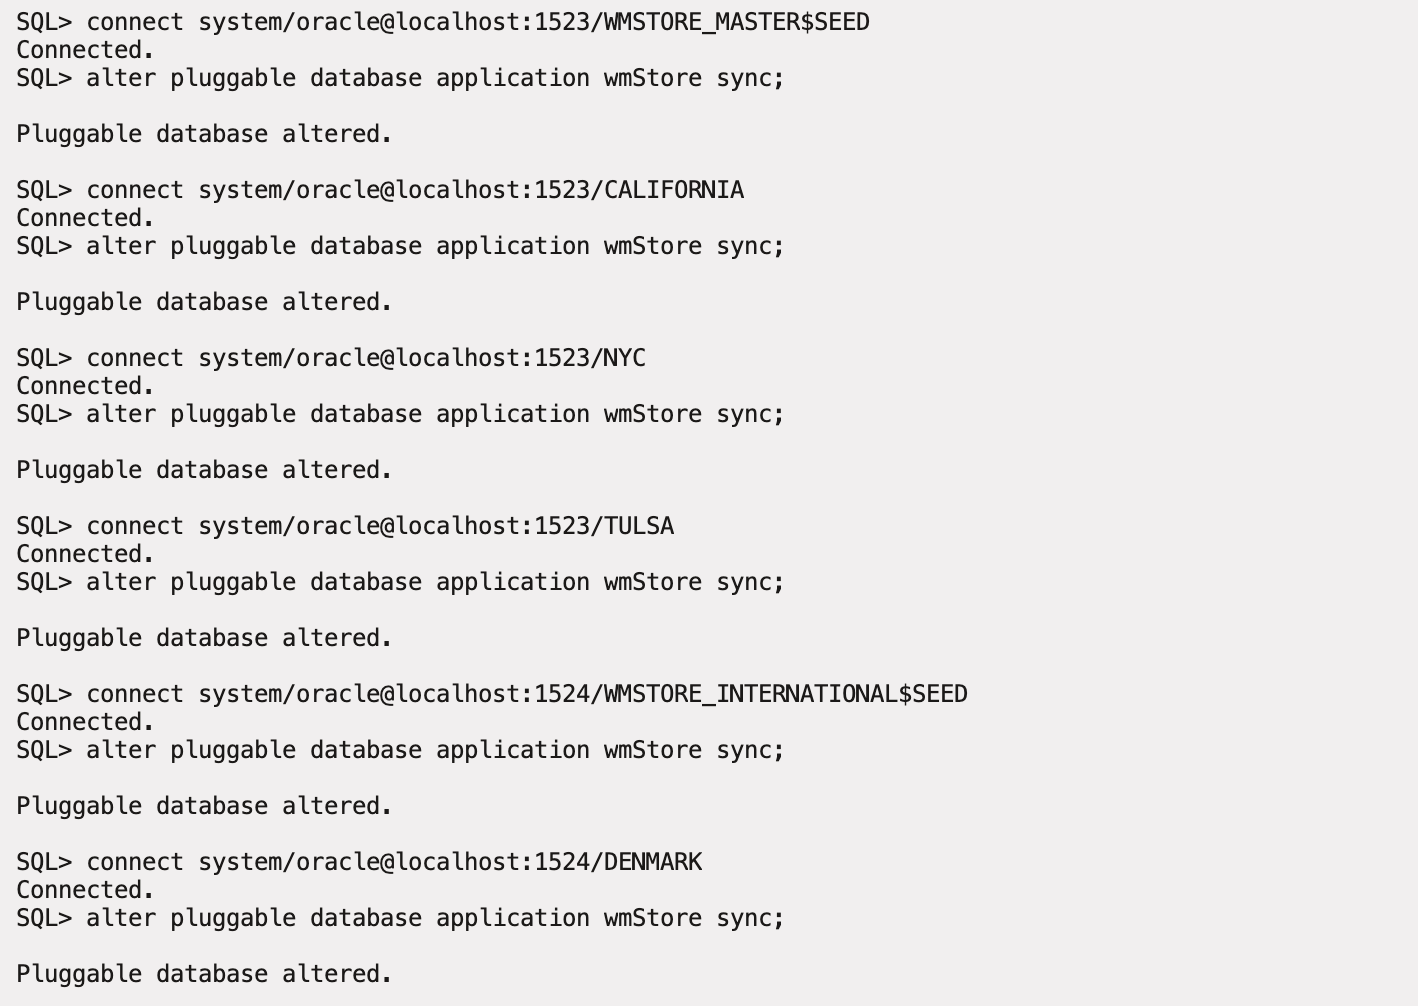 SQL> connect system/oracle@localhost:1523/WMSTORE_MASTER$SEED
Connected.
SQL> alter pluggable database application wmStore sync;
Pluggable database altered.
SQL> connect system/oracle@localhost:1523/CALIFORNIA
Connected.
SQL> alter pluggable database application wmStore sync;
Pluggable database altered.
SQL> connect system/oracle@localhost:1523/NYC
Connected.
SQL> alter pluggable database application wmStore sync;
Pluggable database altered.
SQL> connect system/oracle@localhost:1523/TULSA
Connected.
SQL> alter pluggable database application wmStore sync;
Pluggable database altered.
SQL> connect system/oracle@localhost:1524/WMSTORE_INTERNATIONAL$SEED
Connected.
SQL> alter pluggable database application wmStore sync;
Pluggable database altered.
SQL> connect system/oracle@localhost:1524/DENMARK
Connected.
SQL> alter pluggable database application wmStore sync;
Pluggable database altered.